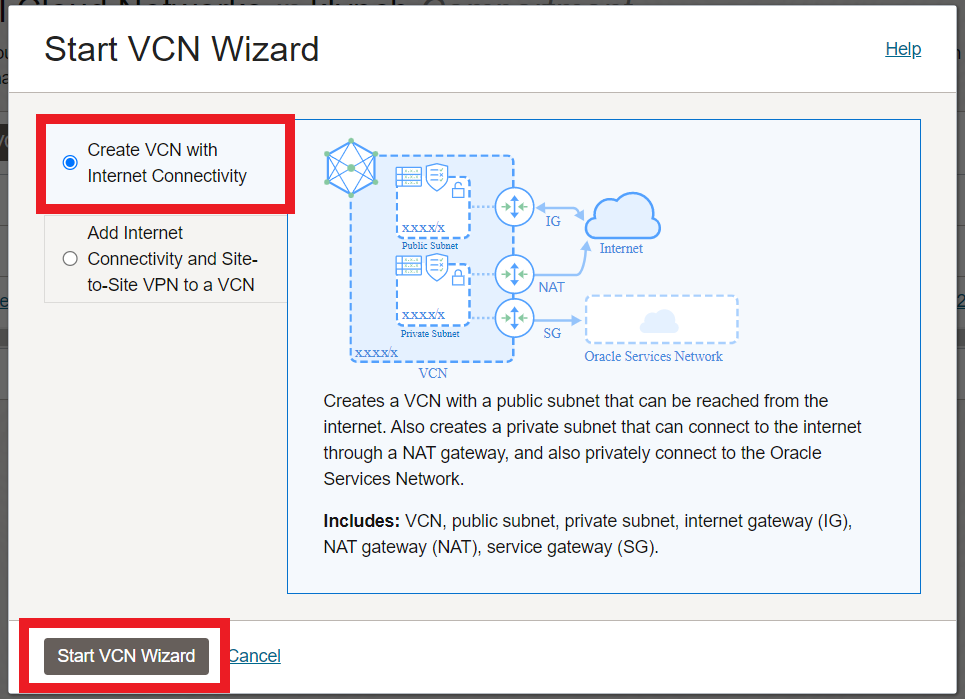 Start VCN Wizard
Help
Create VCN with
Internet Connectivity
Add Internet
Connectivity and Site-
to-Site VPN to a VCN
xxxx/x
Public Subnet
xxxx/x
Private Subnet
xxxx/x
VCN
IG
Internet
NAT
SG
Oracle Services Network
Creates a VCN with a public subnet that can be reached from the
internet. Also creates a private subnet that can connect to the internet
through a NAT gateway, and also privately connect to the Oracle
Services Network.
Includes: VCN, public subnet, private subnet, internet gateway (IG),
NAT gateway (NAT), service gateway (SG).
Start VCN Wizard
Cancel